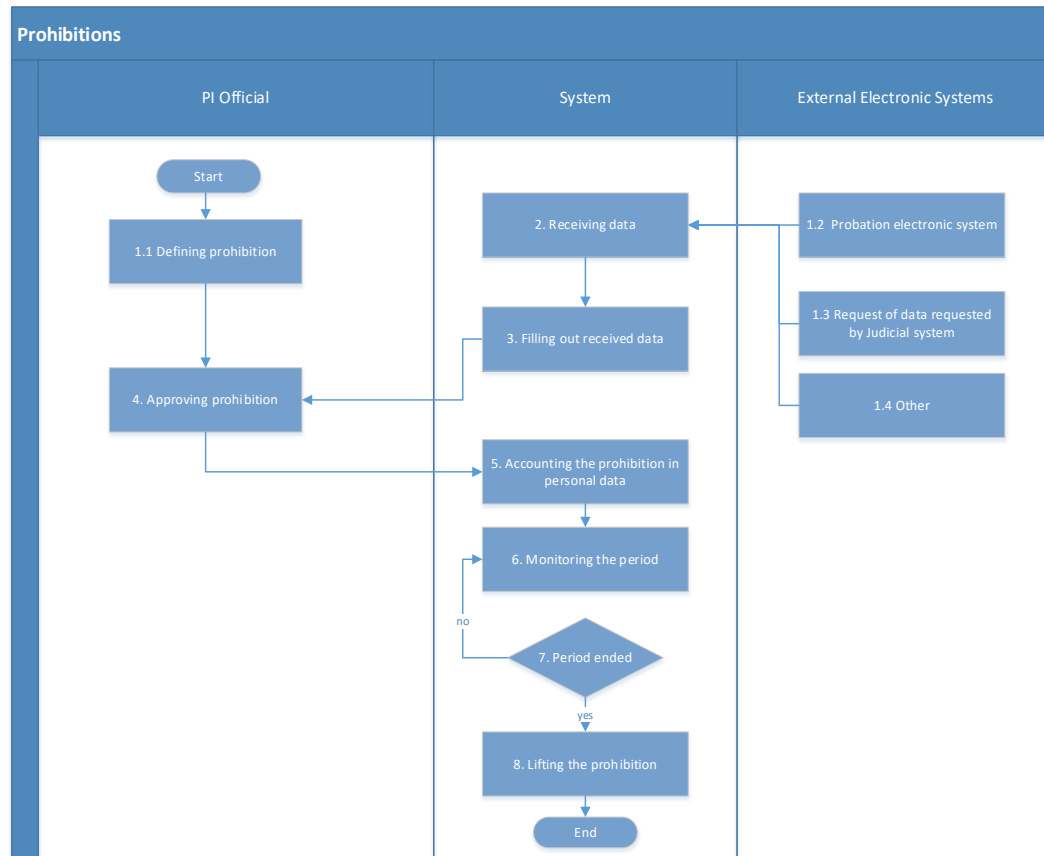 Prohibitions
PI Official
System
External Electronic Systems
Start
1.1 Defining prohibition
2. Receiving data
1.2 Probation electronic system
3. Filling out received data
1.3 Request of data requested
by Judicial system
4. Approving prohibition
1.4 Other
5. Accounting the prohibition in
personal data
6. Monitoring the period
no
7. Period ended
yes
8. Lifting the prohibition
End